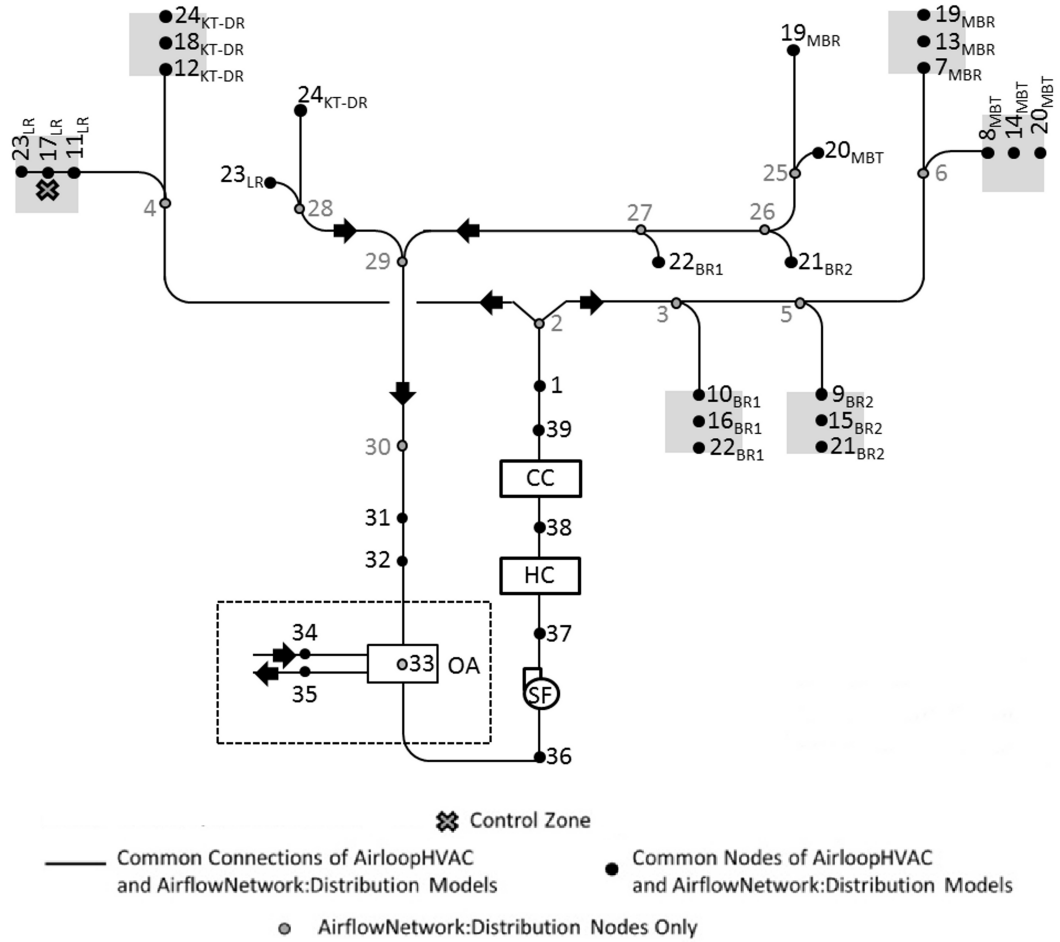 24KT-DR
18KT-DR
12KT-DR
19MBR
13MBR
7MBR
19MBR
24KT-DR
23LR
17LR
11LR
8MBT
14MBT
20MBT
20MBT
25
6
23LR
4
28
27
26
29
22BR1
21BR2
2
3
5
1
10BR1
9BR2
16BR1
15BR2
22BR1
21BR2
39
30
CC
31
38
32
HC
34
37
33
OA
35
SF
36
Control Zone
Common Connections of AirloopHVAC
and AirflowNetwork:Distribution Models
Common Nodes of AirloopHVAC
and AirflowNetwork:Distribution Models
AirflowNetwork:Distribution Nodes Only